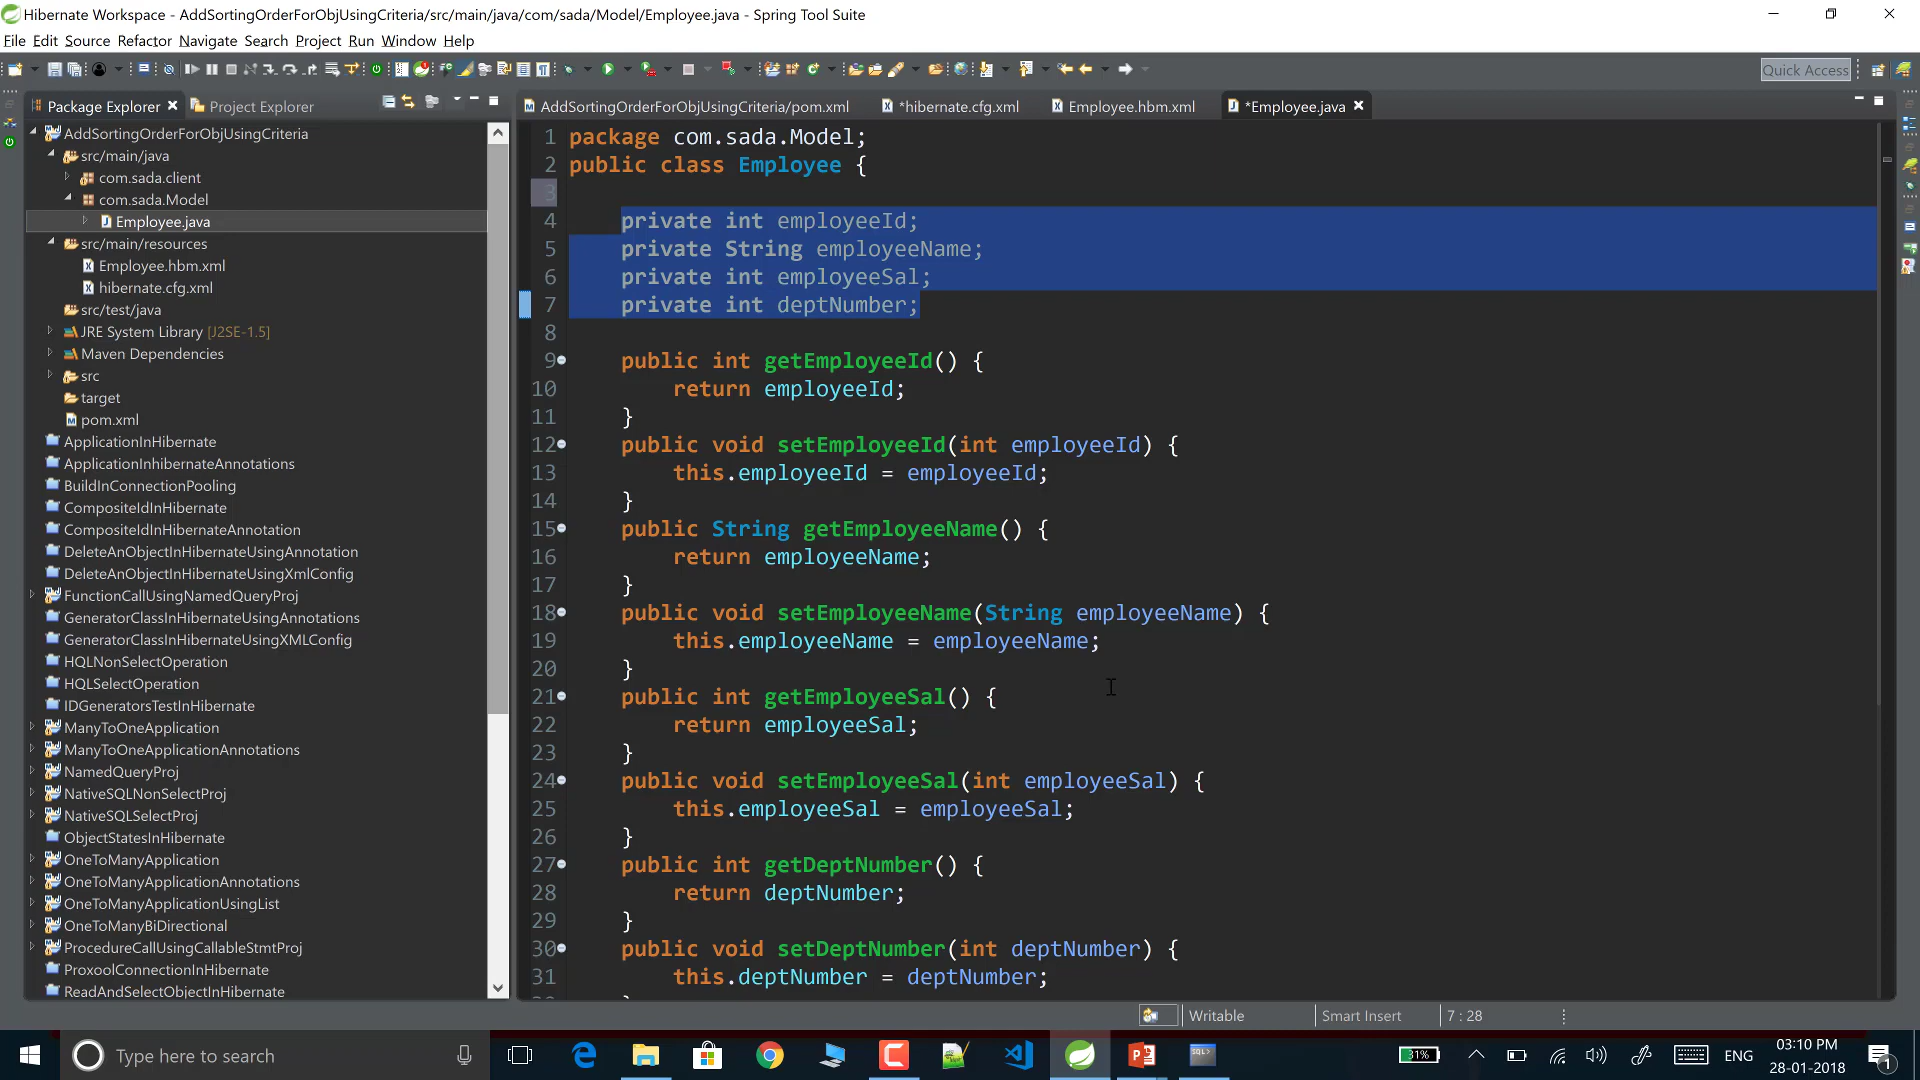 Hibernate Workspace - AddSortingOrderForObjUsingCriteria/src/main/java/com/sada/Model/Employee.java - Spring Tool Suite
File Edit Source Refactor Navigate Search Project Run Window Help
Quick Access
Package Explorer
Project Explorer
AddSortingOrderForObjUsingCriteria/pom.xml
*hibernate.cfg.xml
Employee.hbm.xml
*Employee.java
AddSortingOrderForObjUsingCriteria
src/main/java
com.sada.client
com.sada.Model
Employee.java
src/main/resources
Employee.hbm.xml
hibernate.cfg.xml
src/test/java
JRE System Library [J2SE-1.5]
Maven Dependencies
src
target
pom.xml
ApplicationInHibernate
ApplicationInhibernateAnnotations
BuildInConnectionPooling
CompositeIdInHibernate
CompositeIdInHibernateAnnotation
DeleteAnObjectInHibernateUsingAnnotation
DeleteAnObjectInHibernateUsingXmlConfig
FunctionCallUsingNamedQueryProj
GeneratorClassInHibernateUsingAnnotations
GeneratorClassInHibernateUsingXMLConfig
HQLNonSelectOperation
HQLSelectOperation
IDGeneratorsTestInHibernate
ManyToOneApplication
ManyToOneApplicationAnnotations
NamedQueryProj
NativeSQLNonSelectProj
NativeSQLSelectProj
ObjectStatesInHibernate
OneToManyApplication
OneToManyApplicationAnnotations
OneToManyApplicationUsingList
OneToManyBiDirectional
ProcedureCallUsingCallableStmtProj
ProxoolConnectionInHibernate
ReadAndSelectObjectInHibernate
1 package com.sada.Model;
2 public class Employee {
3
4 private int employeeId;
5 private String employeeName;
6 private int employeeSal;
7 private int deptNumber;
8
9 public int getEmployeeId() {
10 return employeeId;
11 }
12 public void setEmployeeId(int employeeId) {
13 this.employeeId = employeeId;
14 }
15 public String getEmployeeName() {
16 return employeeName;
17 }
18 public void setEmployeeName(String employeeName) {
19 this.employeeName = employeeName;
20 }
21 public int getEmployeeSal() {
22 return employeeSal;
23 }
24 public void setEmployeeSal(int employeeSal) {
25 this.employeeSal = employeeSal;
26 }
27 public int getDeptNumber() {
28 return deptNumber;
29 }
30 public void setDeptNumber(int deptNumber) {
31 this.deptNumber = deptNumber;
Writable
Smart Insert
7 : 28
Type here to search
31%
ENG
03:10 PM
28-01-2018
1